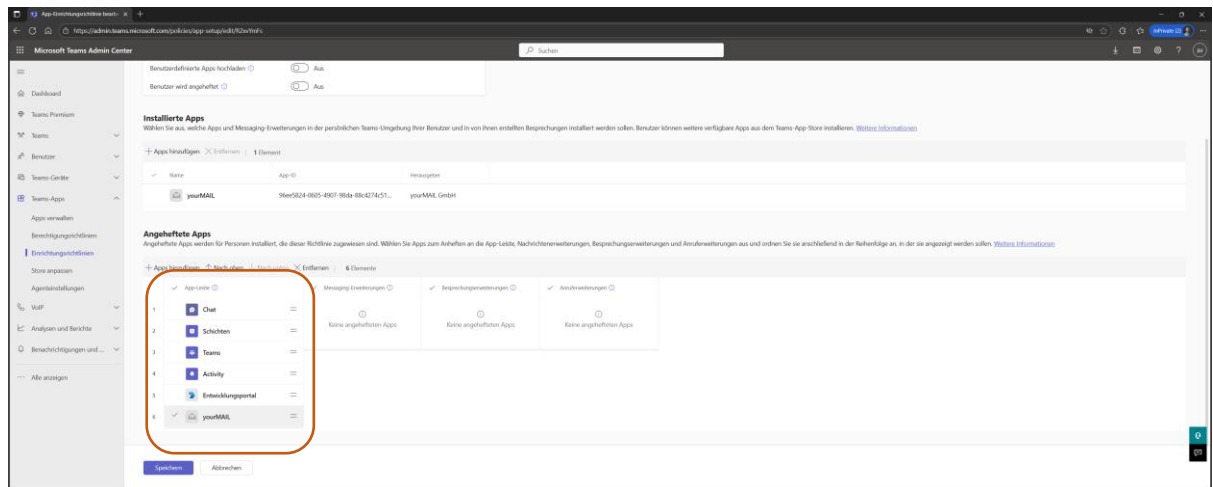 App-Einrichtungsrichtlinie bearb
https://admin.teams.microsoft.com/policies/app-setup/edit/
InPrivate (2)
Microsoft Teams Admin Center
Suchen
Dashboard
Teams Premium
Teams
Benutzer
Teams-Geräte
Teams-Apps
Apps verwalten
Berechtigungsrichtlinien
Einrichtungsrichtlinien
Store anpassen
Agenteinstellungen
VoIP
Analysen und Berichte
Benachrichtigungen und ...
Alle anzeigen
Benutzerdefinierte Apps hochladen Aus
Benutzer wird angeheftet Aus
Installierte Apps
Wählen Sie aus, welche Apps und Messaging-Erweiterungen in der persönlichen Teams-Umgebung Ihrer Benutzer und in von ihnen erstellten Besprechungen installiert werden sollen. Benutzer können weitere verfügbare Apps aus dem Teams-App-Store installieren. Weitere Informationen
+ Apps hinzufügen Entfernen | 1 Element
Name App-ID Herausgeber
yourMAIL yourMAIL GmbH
Angeheftete Apps
Angeheftete Apps werden für Personen installiert, die dieser Richtlinie zugewiesen sind. Wählen Sie Apps zum Anheften an die App-Leiste, Nachrichtenerweiterungen, Besprechungserweiterungen und Anruferweiterungen aus und ordnen Sie sie anschließend in der Reihenfolge an, in der sie angezeigt werden sollen. Weitere Informationen
+ Apps hinzufügen Nach oben Nach unten Entfernen | 6 Elemente
App-Leiste Messaging-Erweiterungen Besprechungserweiterungen Anruferweiterungen
1 Chat
2 Schichten
3 Teams
4 Activity
5 Entwicklungsportal
6 yourMAIL
Keine angehefteten Apps Keine angehefteten Apps Keine angehefteten Apps
Speichern Abbrechen